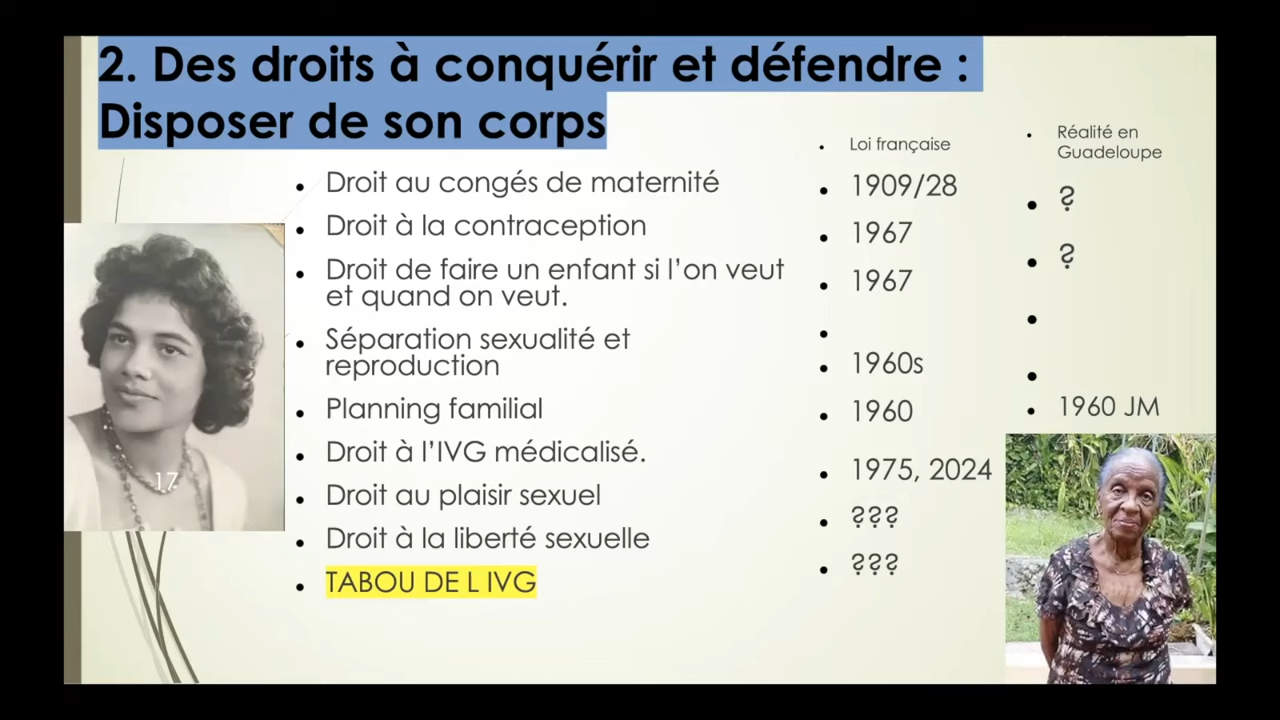 2. Des droits à conquérir et défendre :
Disposer de son corps
Loi française
Réalité en
Guadeloupe
Droit au congés de maternité
1909/28
?
Droit à la contraception
1967
?
Droit de faire un enfant si l’on veut
et quand on veut.
1967
Séparation sexualité et
reproduction
1960s
Planning familial
1960
1960 JM
Droit à l’IVG médicalisé.
1975, 2024
Droit au plaisir sexuel
???
Droit à la liberté sexuelle
???
TABOU DE L IVG
17